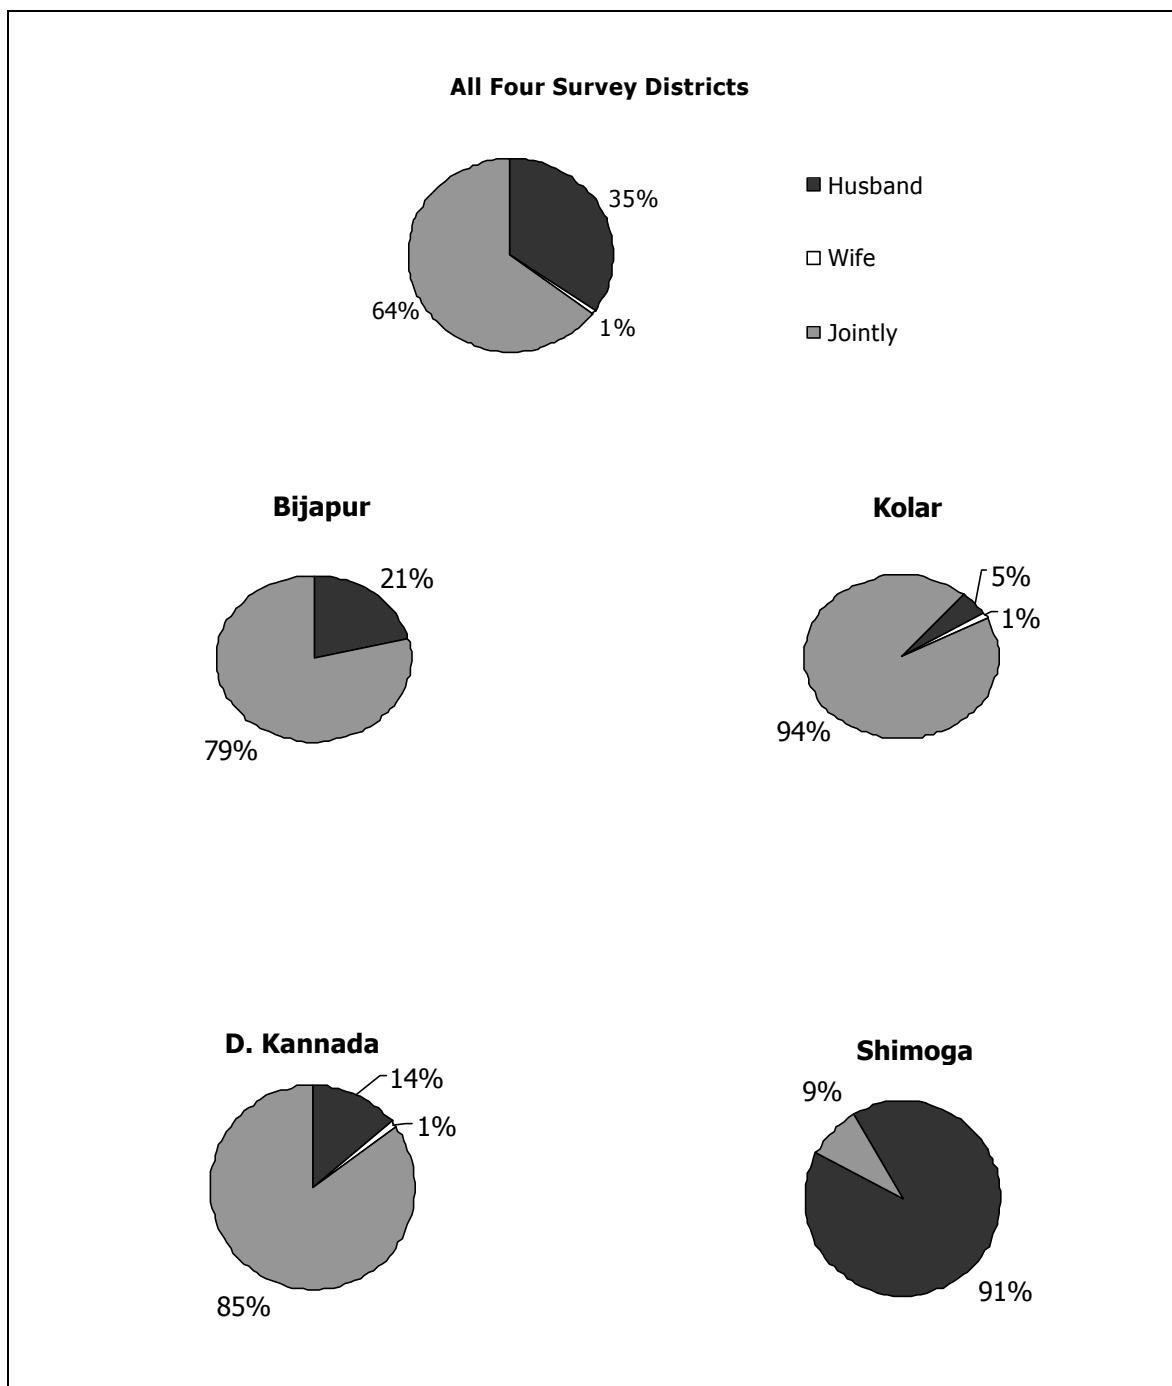 All Four Survey Districts
35%
64%
1%
Husband
Wife
Jointly
Bijapur
21%
79%
Kolar
5%
1%
94%
D. Kannada
14%
1%
85%
Shimoga
9%
91%